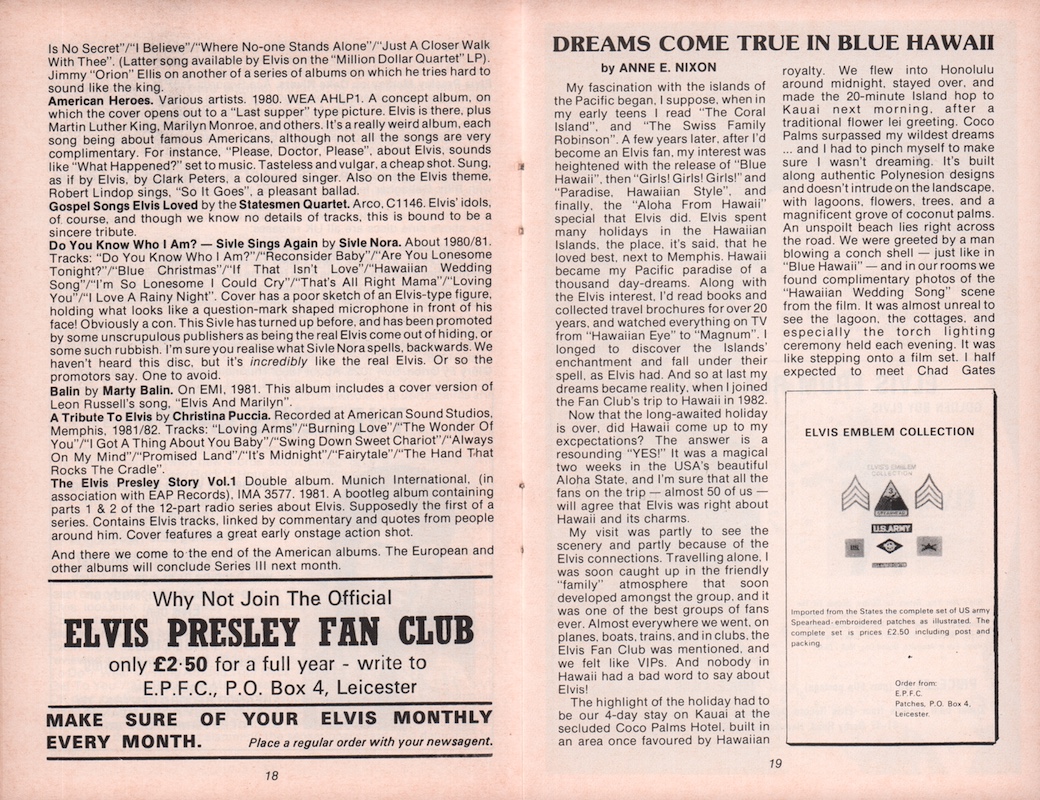 Is No Secret"/"I Believe"/"Where No-one Stands Alone"/"Just A Closer Walk
With Thee". (Latter song available by Elvis on the "Million Dollar Quartet" LP).
Jimmy "Orion" Ellis on another of a series of albums on which he tries hard to
sound like the king.
American Heroes. Various artists. 1980. WEA AHLP1. A concept album, on
which the cover opens out to a "Last supper" type picture. Elvis is there, plus
Martin Luther King, Marilyn Monroe, and others. It's a really weird album, each
song being about famous Americans, although not all the songs are very
complimentary. For instance, "Please, Doctor, Please", about Elvis, sounds
like "What Happened?" set to music. Tasteless and vulgar, a cheap shot. Sung,
as if by Elvis, by Clark Peters, a coloured singer. Also on the Elvis theme,
Robert Lindop sings, "So It Goes", a pleasant ballad.
Gospel Songs Elvis Loved by the Statesmen Quartet. Arco, C1146. Elvis' idols,
of course, and though we know no details of tracks, this is bound to be a
sincere tribute.
Do You Know Who I Am? — Sivle Sings Again by Sivle Nora. About 1980/81.
Tracks: "Do You Know Who I Am?"/"Reconsider Baby"/"Are You Lonesome
Tonight?"/"Blue Christmas"/"If That Isn't Love"/"Hawaiian Wedding
Song"/"I'm So Lonesome I Could Cry"/"That's All Right Mama"/"Loving
You"/"I Love A Rainy Night". Cover has a poor sketch of an Elvis-type figure,
holding what looks like a question-mark shaped microphone in front of his
face! Obviously a con. This Sivle has turned up before, and has been promoted
by some unscrupulous publishers as being the real Elvis come out of hiding, or
some such rubbish. I'm sure you realise what Sivle Nora spells, backwards. We
haven't heard this disc, but it's incredibly like the real Elvis. Or so the
promotors say. One to avoid.
Balin by Marty Balin. On EMI, 1981. This album includes a cover version of
Leon Russell's song, "Elvis And Marilyn".
A Tribute To Elvis by Christina Puccia. Recorded at American Sound Studios,
Memphis, 1981/82. Tracks: "Loving Arms"/"Burning Love"/"The Wonder Of
You"/"I Got A Thing About You Baby"/"Swing Down Sweet Chariot"/"Always
On My Mind"/"Promised Land"/"It's Midnight"/"Fairytale"/"The Hand That
Rocks The Cradle".
The Elvis Presley Story Vol.1 Double album. Munich International, (in
association with EAP Records), IMA 3577. 1981. A bootleg album containing
parts 1 & 2 of the 12-part radio series about Elvis. Supposedly the first of a
series. Contains Elvis tracks, linked by commentary and quotes from people
around him. Cover features a great early onstage action shot.
And there we come to the end of the American albums. The European and
other albums will conclude Series III next month.
Why Not Join The Official
ELVIS PRESLEY FAN CLUB
only £2·50 for a full year - write to
E.P.F.C., P.O. Box 4, Leicester
MAKE SURE OF YOUR ELVIS MONTHLY
EVERY MONTH. Place a regular order with your newsagent.
18
DREAMS COME TRUE IN BLUE HAWAII
by ANNE E. NIXON
My fascination with the islands of
the Pacific began, I suppose, when in
my early teens I read "The Coral
Island", and "The Swiss Family
Robinson". A few years later, after I'd
become an Elvis fan, my interest was
heightened with the release of "Blue
Hawaii", then "Girls! Girls! Girls!" and
"Paradise, Hawaiian Style", and
finally, the "Aloha From Hawaii"
special that Elvis did. Elvis spent
many holidays in the Hawaiian
Islands, the place, it's said, that he
loved best, next to Memphis. Hawaii
became my Pacific paradise of a
thousand day-dreams. Along with
the Elvis interest, I'd read books and
collected travel brochures for over 20
years, and watched everything on TV
from "Hawaiian Eye" to "Magnum". I
longed to discover the Islands'
enchantment and fall under their
spell, as Elvis had. And so at last my
dreams became reality, when I joined
the Fan Club's trip to Hawaii in 1982.
Now that the long-awaited holiday
is over, did Hawaii come up to my
excpectations? The answer is a
resounding "YES!" It was a magical
two weeks in the USA's beautiful
Aloha State, and I'm sure that all the
fans on the trip — almost 50 of us —
will agree that Elvis was right about
Hawaii and its charms.
My visit was partly to see the
scenery and partly because of the
Elvis connections. Travelling alone, I
was soon caught up in the friendly
"family" atmosphere that soon
developed amongst the group, and it
was one of the best groups of fans
ever. Almost everywhere we went, on
planes, boats, trains, and in clubs, the
Elvis Fan Club was mentioned, and
we felt like VIPs. And nobody in
Hawaii had a bad word to say about
Elvis!
The highlight of the holiday had to
be our 4-day stay on Kauai at the
secluded Coco Palms Hotel, built in
an area once favoured by Hawaiian
royalty. We flew into Honolulu
around midnight, stayed over, and
made the 20-minute Island hop to
Kauai next morning, after a
traditional flower lei greeting. Coco
Palms surpassed my wildest dreams
... and I had to pinch myself to make
sure I wasn't dreaming. It's built
along authentic Polynesion designs
and doesn't intrude on the landscape,
with lagoons, flowers, trees, and a
magnificent grove of coconut palms.
An unspoilt beach lies right across
the road. We were greeted by a man
blowing a conch shell — just like in
"Blue Hawaii" — and in our rooms we
found complimentary photos of the
"Hawaiian Wedding Song" scene
from the film. It was almost unreal to
see the lagoon, the cottages, and
especially the torch lighting
ceremony held each evening. It was
like stepping onto a film set. I half
expected to meet Chad Gates
ELVIS EMBLEM COLLECTION
ELVIS'S EMBLEM
COLLECTION
3
SPEARHEAD
U.S. ARMY
Imported from the States the complete set of US army
Spearhead, embroidered patches as illustrated. The
complete set is prices £2.50 including post and
packing.
Order from:
E.P.F.C.
Patches, P.O. Box 4,
Leicester.
19